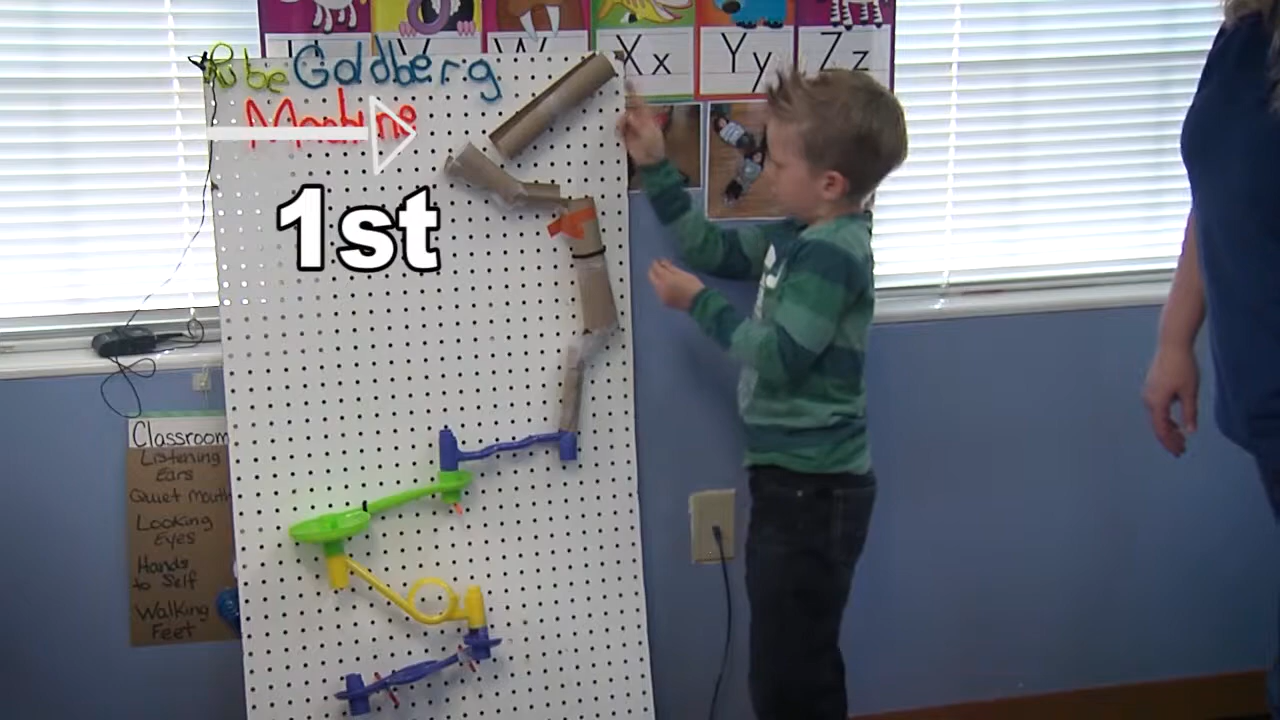 V W Xx Yy Zz
Rube Goldberg
Machine
1st
Classroom
Listening
Ears
Quiet Mouth
Looking
Eyes
Hands
to Self
Walking
Feet